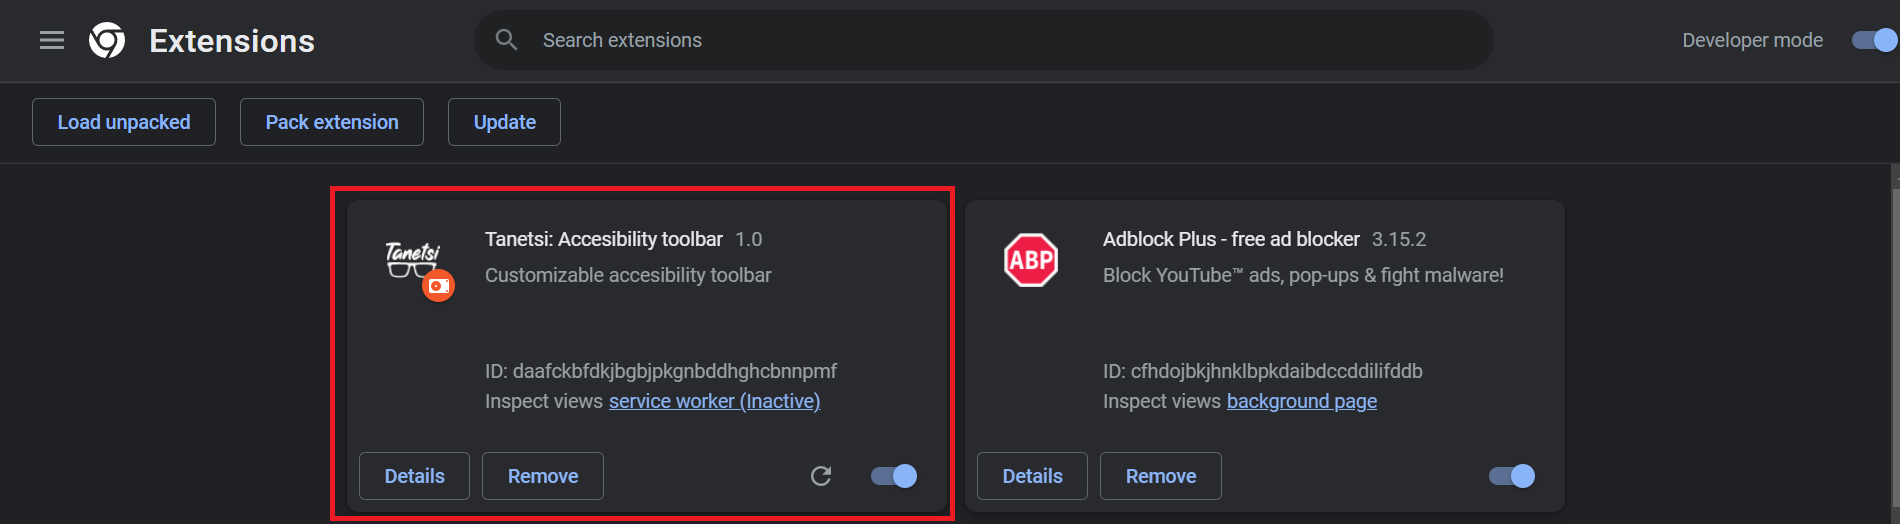 Extensions
Search extensions
Developer mode
Load unpacked
Pack extension
Update
Tanetsi
Tanetsi: Accesibility toolbar 1.0
Customizable accesibility toolbar
ID: daafckbfdkjbgbjpkgnbddhghcbnnpmf
Inspect views service worker (Inactive)
Details
Remove
ABP
Adblock Plus - free ad blocker 3.15.2
Block YouTube™ ads, pop-ups & fight malware!
ID: cfhdojbkjhnklbpkdaibdccddilifddb
Inspect views background page
Details
Remove